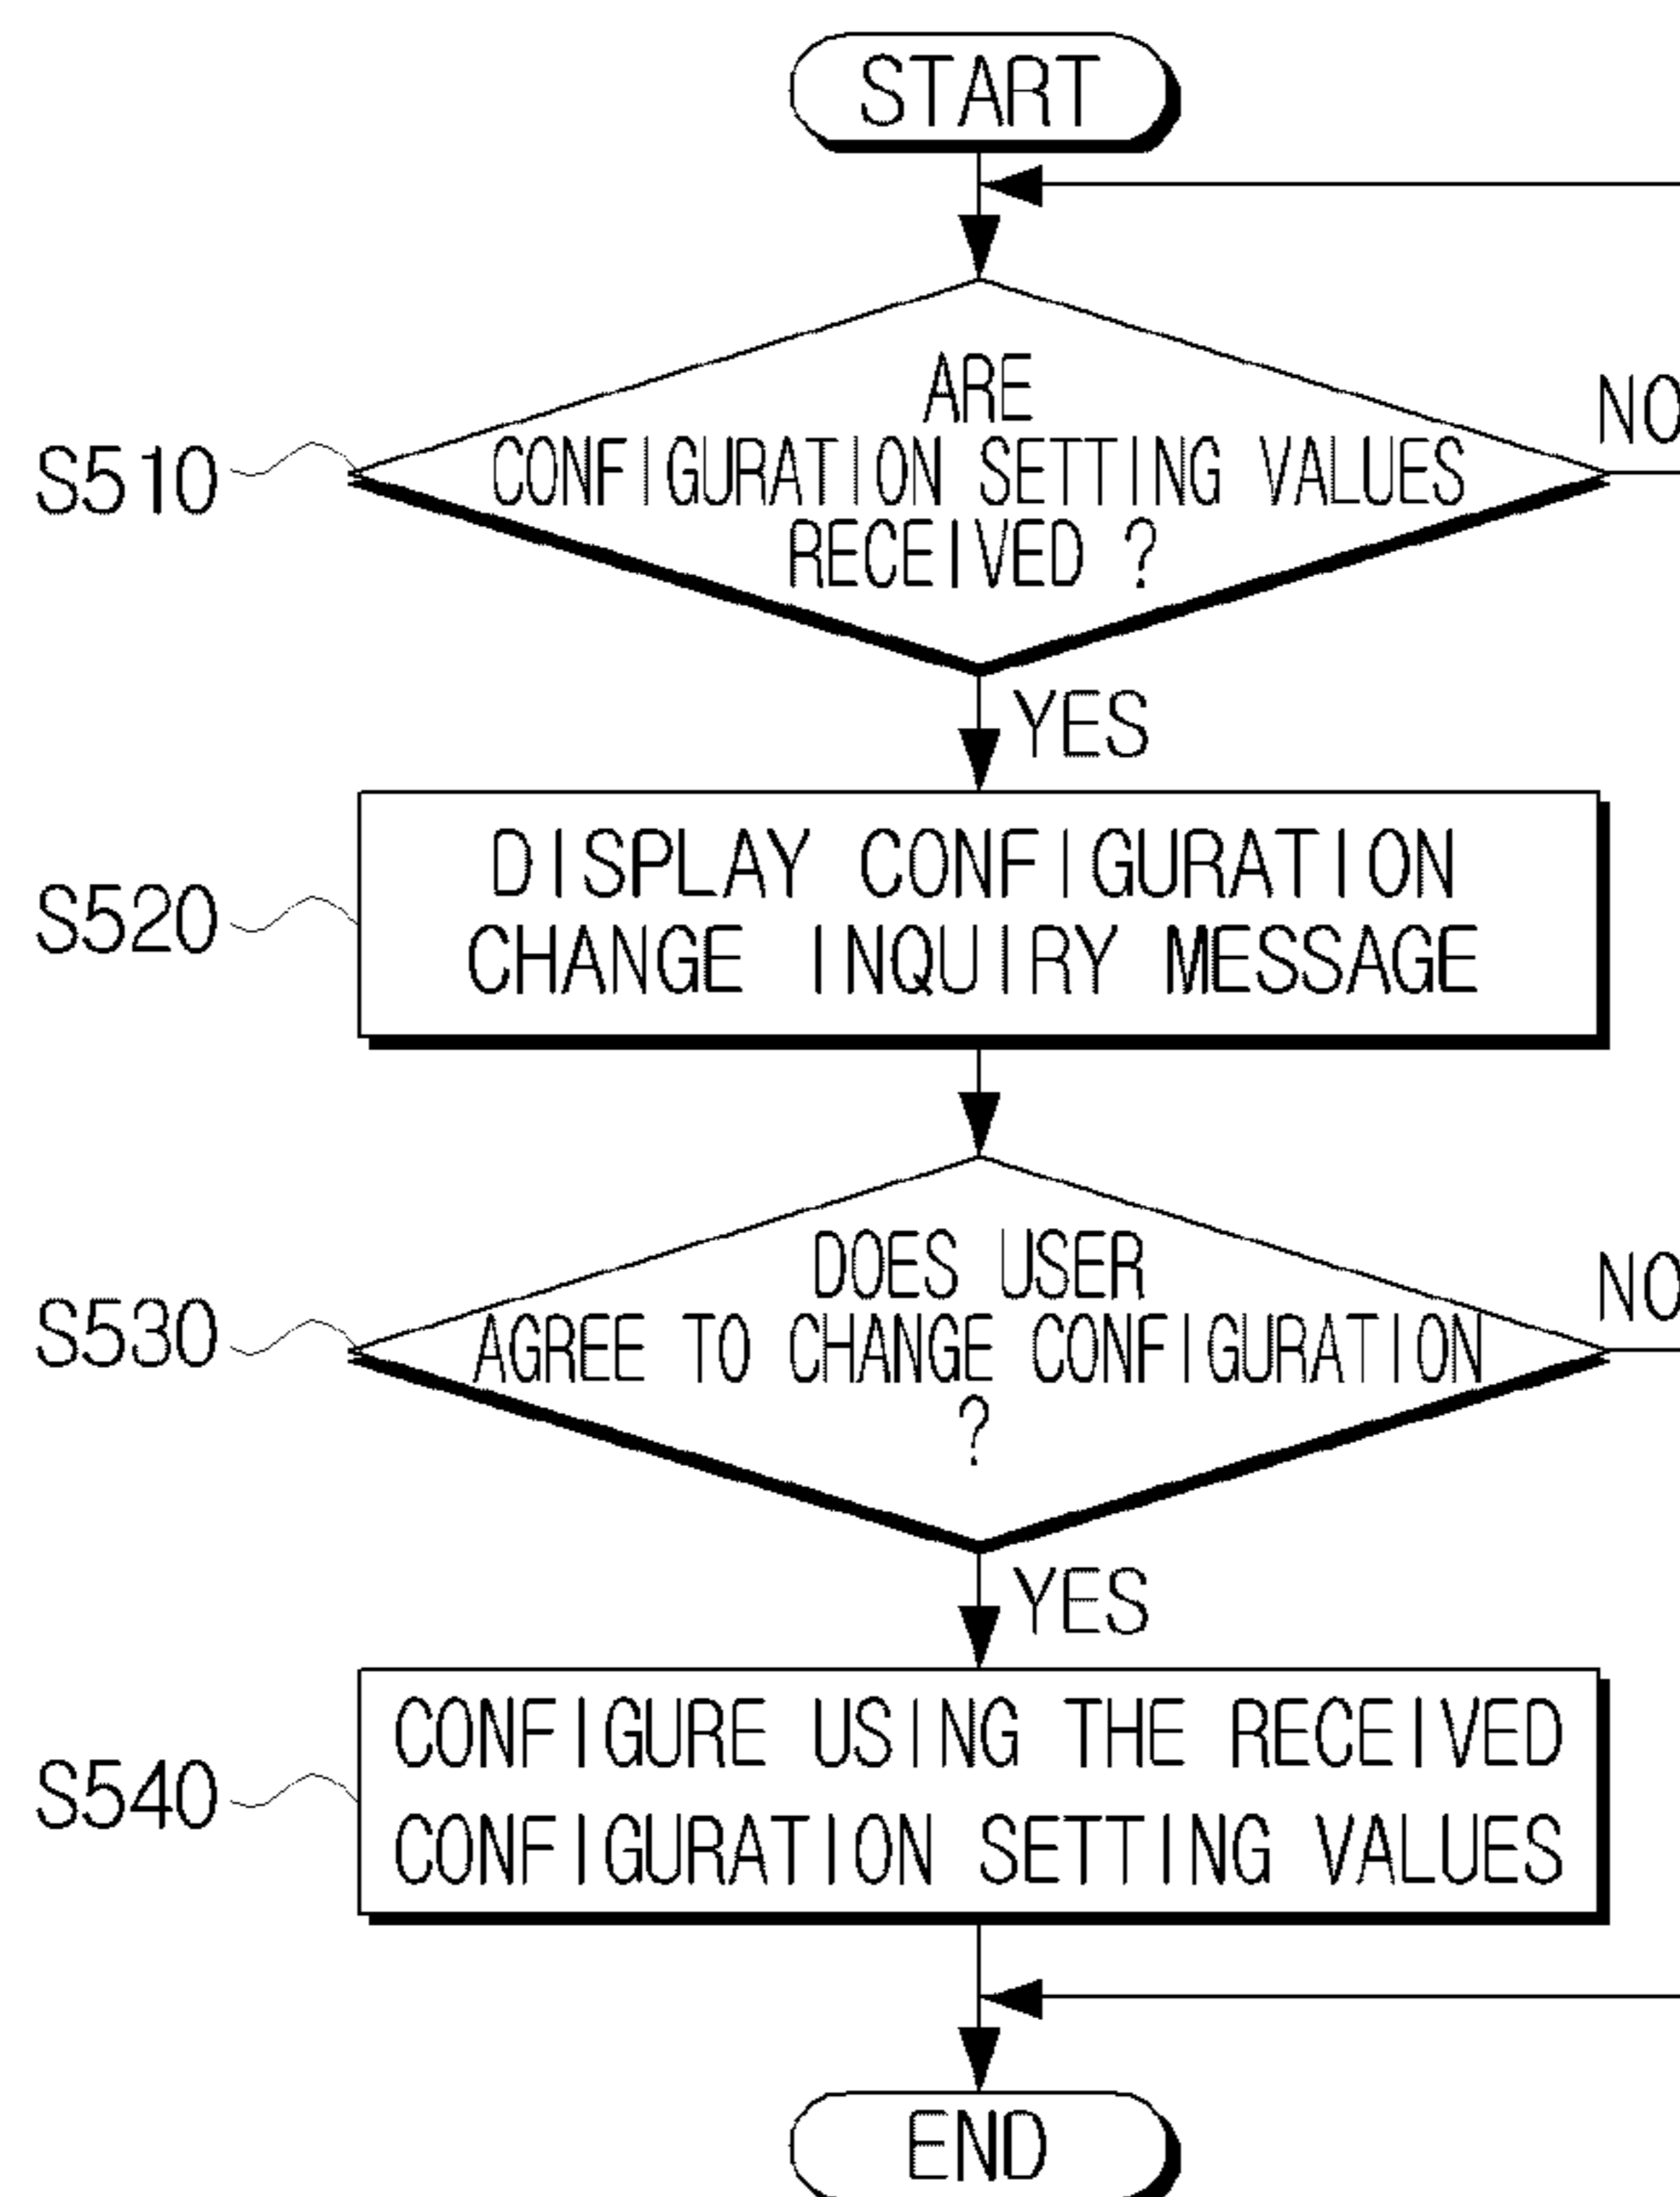 START
ARE
CONFIGURATION SETTING VALUES
RECEIVED ?
NO
S510
YES
DISPLAY CONFIGURATION
CHANGE INQUIRY MESSAGE
S520
DOES USER
AGREE TO CHANGE CONFIGURATION
?
NO
S530
YES
CONFIGURE USING THE RECEIVED
CONFIGURATION SETTING VALUES
S540
END